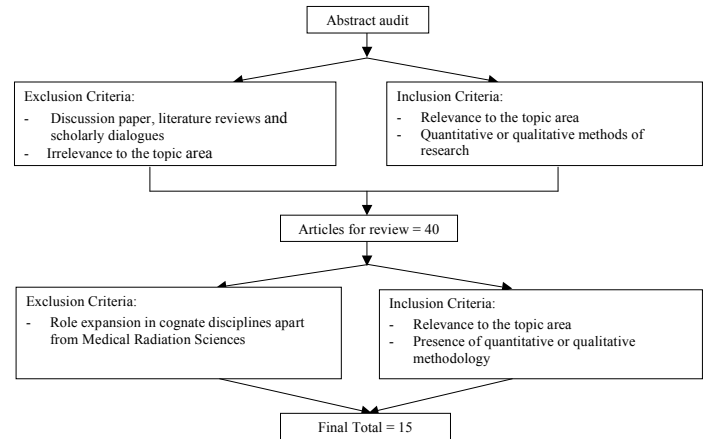 Abstract audit
Exclusion Criteria:
- Discussion paper, literature reviews and
scholarly dialogues
- Irrelevance to the topic area
Inclusion Criteria:
- Relevance to the topic area
- Quantitative or qualitative methods of
research
Articles for review = 40
Exclusion Criteria:
- Role expansion in cognate disciplines apart
from Medical Radiation Sciences
Inclusion Criteria:
- Relevance to the topic area
- Presence of quantitative or qualitative
methodology
Final Total = 15